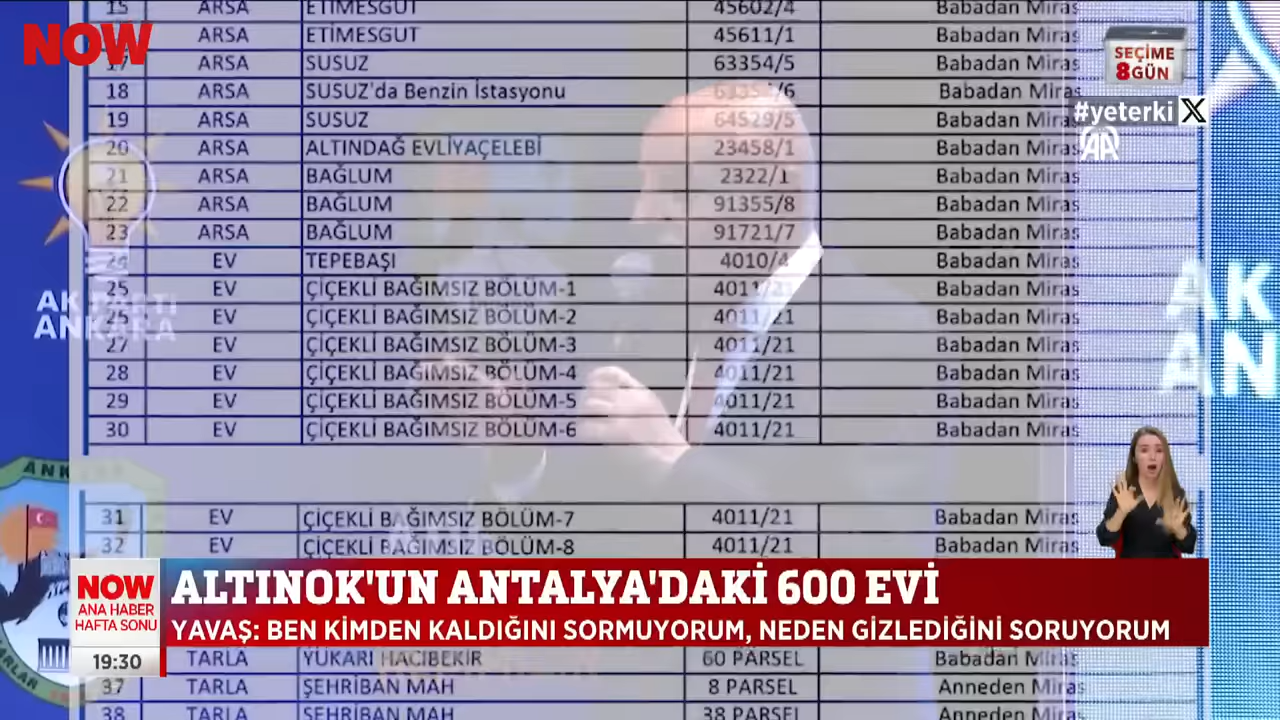 NOW
SEÇİME
8 GÜN
#yeterki X
AA
15 ARSA ETİMESGUT 45602/4 Babadan Miras
ARSA ETİMESGUT 45611/1 Babadan Miras
17 ARSA SUSUZ 63354/5 Babadan Miras
18 ARSA SUSUZ'da Benzin İstasyonu Babadan Miras
19 ARSA SUSUZ 64529/5 Babadan Miras
20 ARSA ALTINDAĞ EVLİYAÇELEBİ 23458/1 Babadan Miras
21 ARSA BAĞLUM 2322/1 Babadan Miras
22 ARSA BAĞLUM 91355/8 Babadan Miras
23 ARSA BAĞLUM 91721/7 Babadan Miras
24 EV TEPEBAŞI 4010/4 Babadan Miras
25 EV ÇİÇEKLİ BAĞIMSIZ BÖLÜM-1 4011/21 Babadan Miras
26 EV ÇİÇEKLİ BAĞIMSIZ BÖLÜM-2 4011/21 Babadan Miras
27 EV ÇİÇEKLİ BAĞIMSIZ BÖLÜM-3 4011/21 Babadan Miras
28 EV ÇİÇEKLİ BAĞIMSIZ BÖLÜM-4 4011/21 Babadan Miras
29 EV ÇİÇEKLİ BAĞIMSIZ BÖLÜM-5 4011/21 Babadan Miras
30 EV ÇİÇEKLİ BAĞIMSIZ BÖLÜM-6 4011/21 Babadan Miras
31 EV ÇİÇEKLİ BAĞIMSIZ BÖLÜM-7 4011/21 Babadan Miras
32 EV ÇİÇEKLİ BAĞIMSIZ BÖLÜM-8 4011/21 Babadan Miras
AK PARTİ
ANKARA
AK
AN
NOW
ANA HABER
HAFTA SONU
19:30
ALTINOK'UN ANTALYA'DAKİ 600 EVİ
YAVAŞ: BEN KİMDEN KALDIĞINI SORMUYORUM, NEDEN GİZLEDİĞİNİ SORUYORUM
TARLA YUKARI HACIBEKİR 60 PARSEL Babadan Miras
37 TARLA ŞEHRİBAN MAH 8 PARSEL Anneden Miras
38 TARLA ŞEHRİBAN MAH 38 PARSEL Anneden Miras